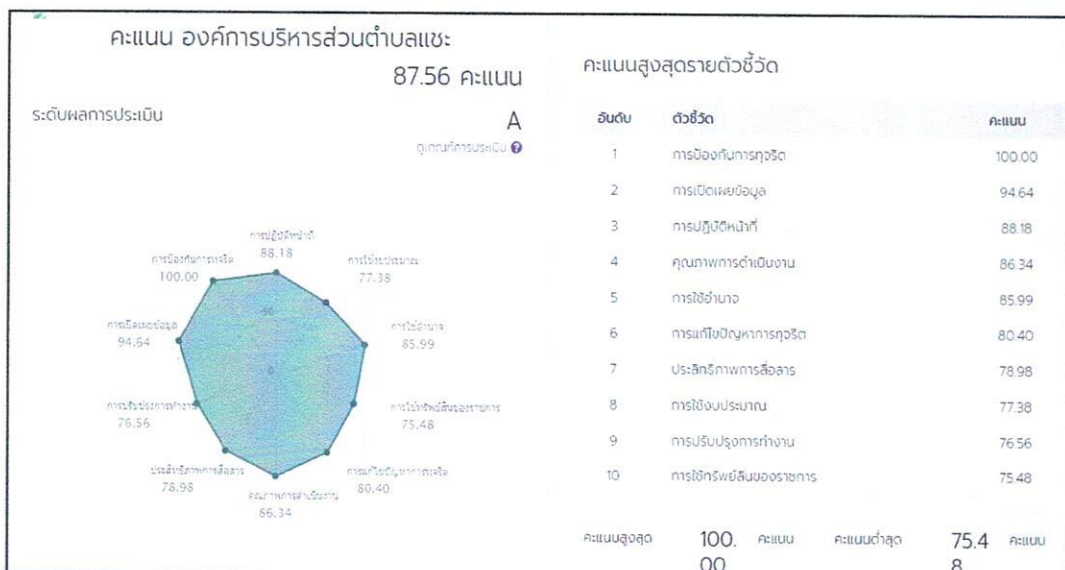 คะแนน องค์การบริหารส่วนตำบลแชะ
87.56 คะแนน
ระดับผลการประเมิน
A
ดูเกณฑ์การประเมิน ?
การปฏิบัติหน้าที่
88.18
การป้องกันการทุจริต
100.00
การใช้งบประมาณ
77.38
50
การเปิดเผยข้อมูล
94.64
การใช้อำนาจ
85.99
0
การปรับปรุงการทำงาน
76.56
การใช้ทรัพย์สินของราชการ
75.48
ประสิทธิภาพการสื่อสาร
78.98
การแก้ไขปัญหาการทุจริต
80.40
คุณภาพการดำเนินงาน
86.34
คะแนนสูงสุดรายตัวชี้วัด
อันดับ ตัวชี้วัด คะแนน
1 การป้องกันการทุจริต 100.00
2 การเปิดเผยข้อมูล 94.64
3 การปฏิบัติหน้าที่ 88.18
4 คุณภาพการดำเนินงาน 86.34
5 การใช้อำนาจ 85.99
6 การแก้ไขปัญหาการทุจริต 80.40
7 ประสิทธิภาพการสื่อสาร 78.98
8 การใช้งบประมาณ 77.38
9 การปรับปรุงการทำงาน 76.56
10 การใช้ทรัพย์สินของราชการ 75.48
คะแนนสูงสุด 100. คะแนน คะแนนต่ำสุด 75.4 คะแนน
00 8